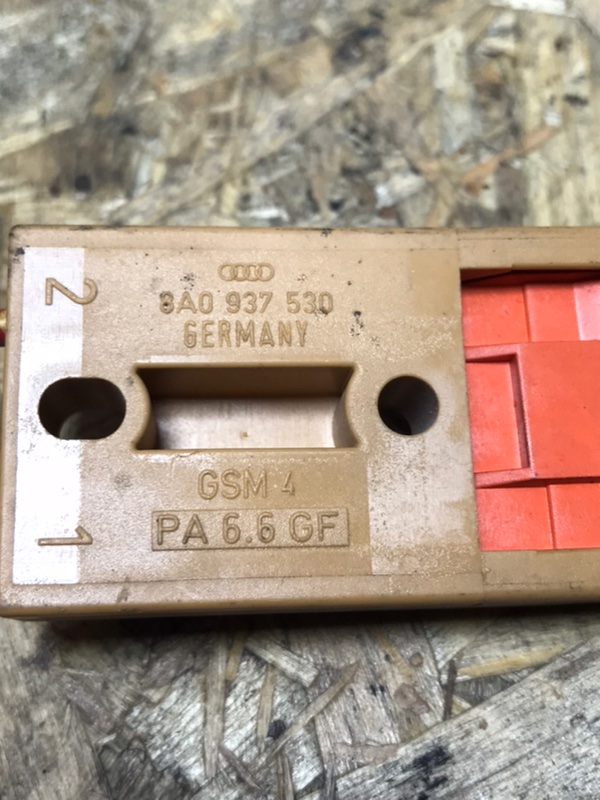 8A0 937 530
GERMANY
GSM 4
PA 6.6 GF
2
1